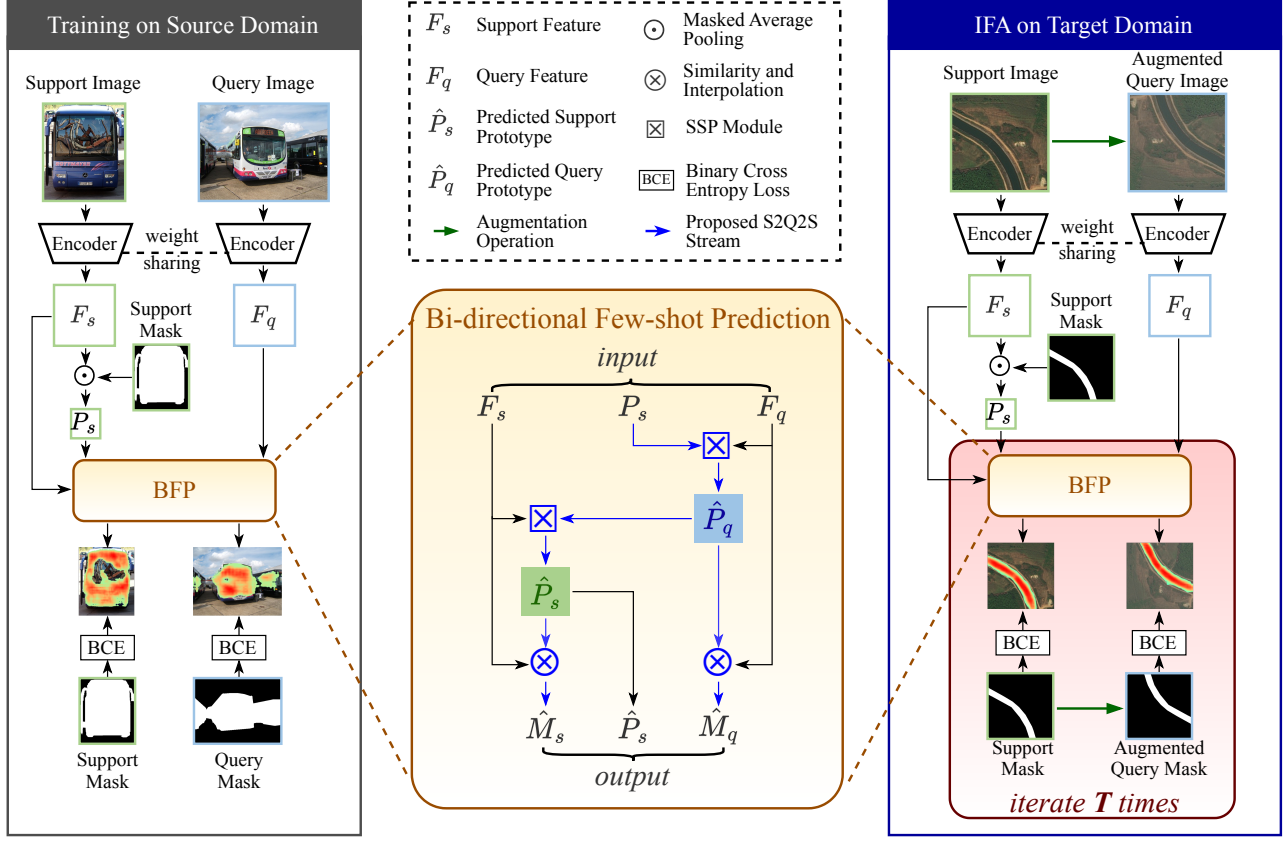 Training on Source Domain
Support Image
Query Image
Encoder
weight
sharing
Encoder
F_s
Support
Mask
F_q
P_s
BFP
BCE
BCE
Support
Mask
Query
Mask
F_s
Support Feature
Masked Average
Pooling
F_q
Query Feature
Similarity and
Interpolation
P̂_s
Predicted Support
Prototype
SSP Module
P̂_q
Predicted Query
Prototype
BCE
Binary Cross
Entropy Loss
Augmentation
Operation
Proposed S2Q2S
Stream
Bi-directional Few-shot Prediction
input
F_s P_s F_q
P̂_q
P̂_s
M̂_s P̂_s M̂_q
output
IFA on Target Domain
Support Image
Augmented
Query Image
Encoder
weight
sharing
Encoder
F_s
Support
Mask
F_q
P_s
BFP
BCE
BCE
Support
Mask
Augmented
Query Mask
iterate T times